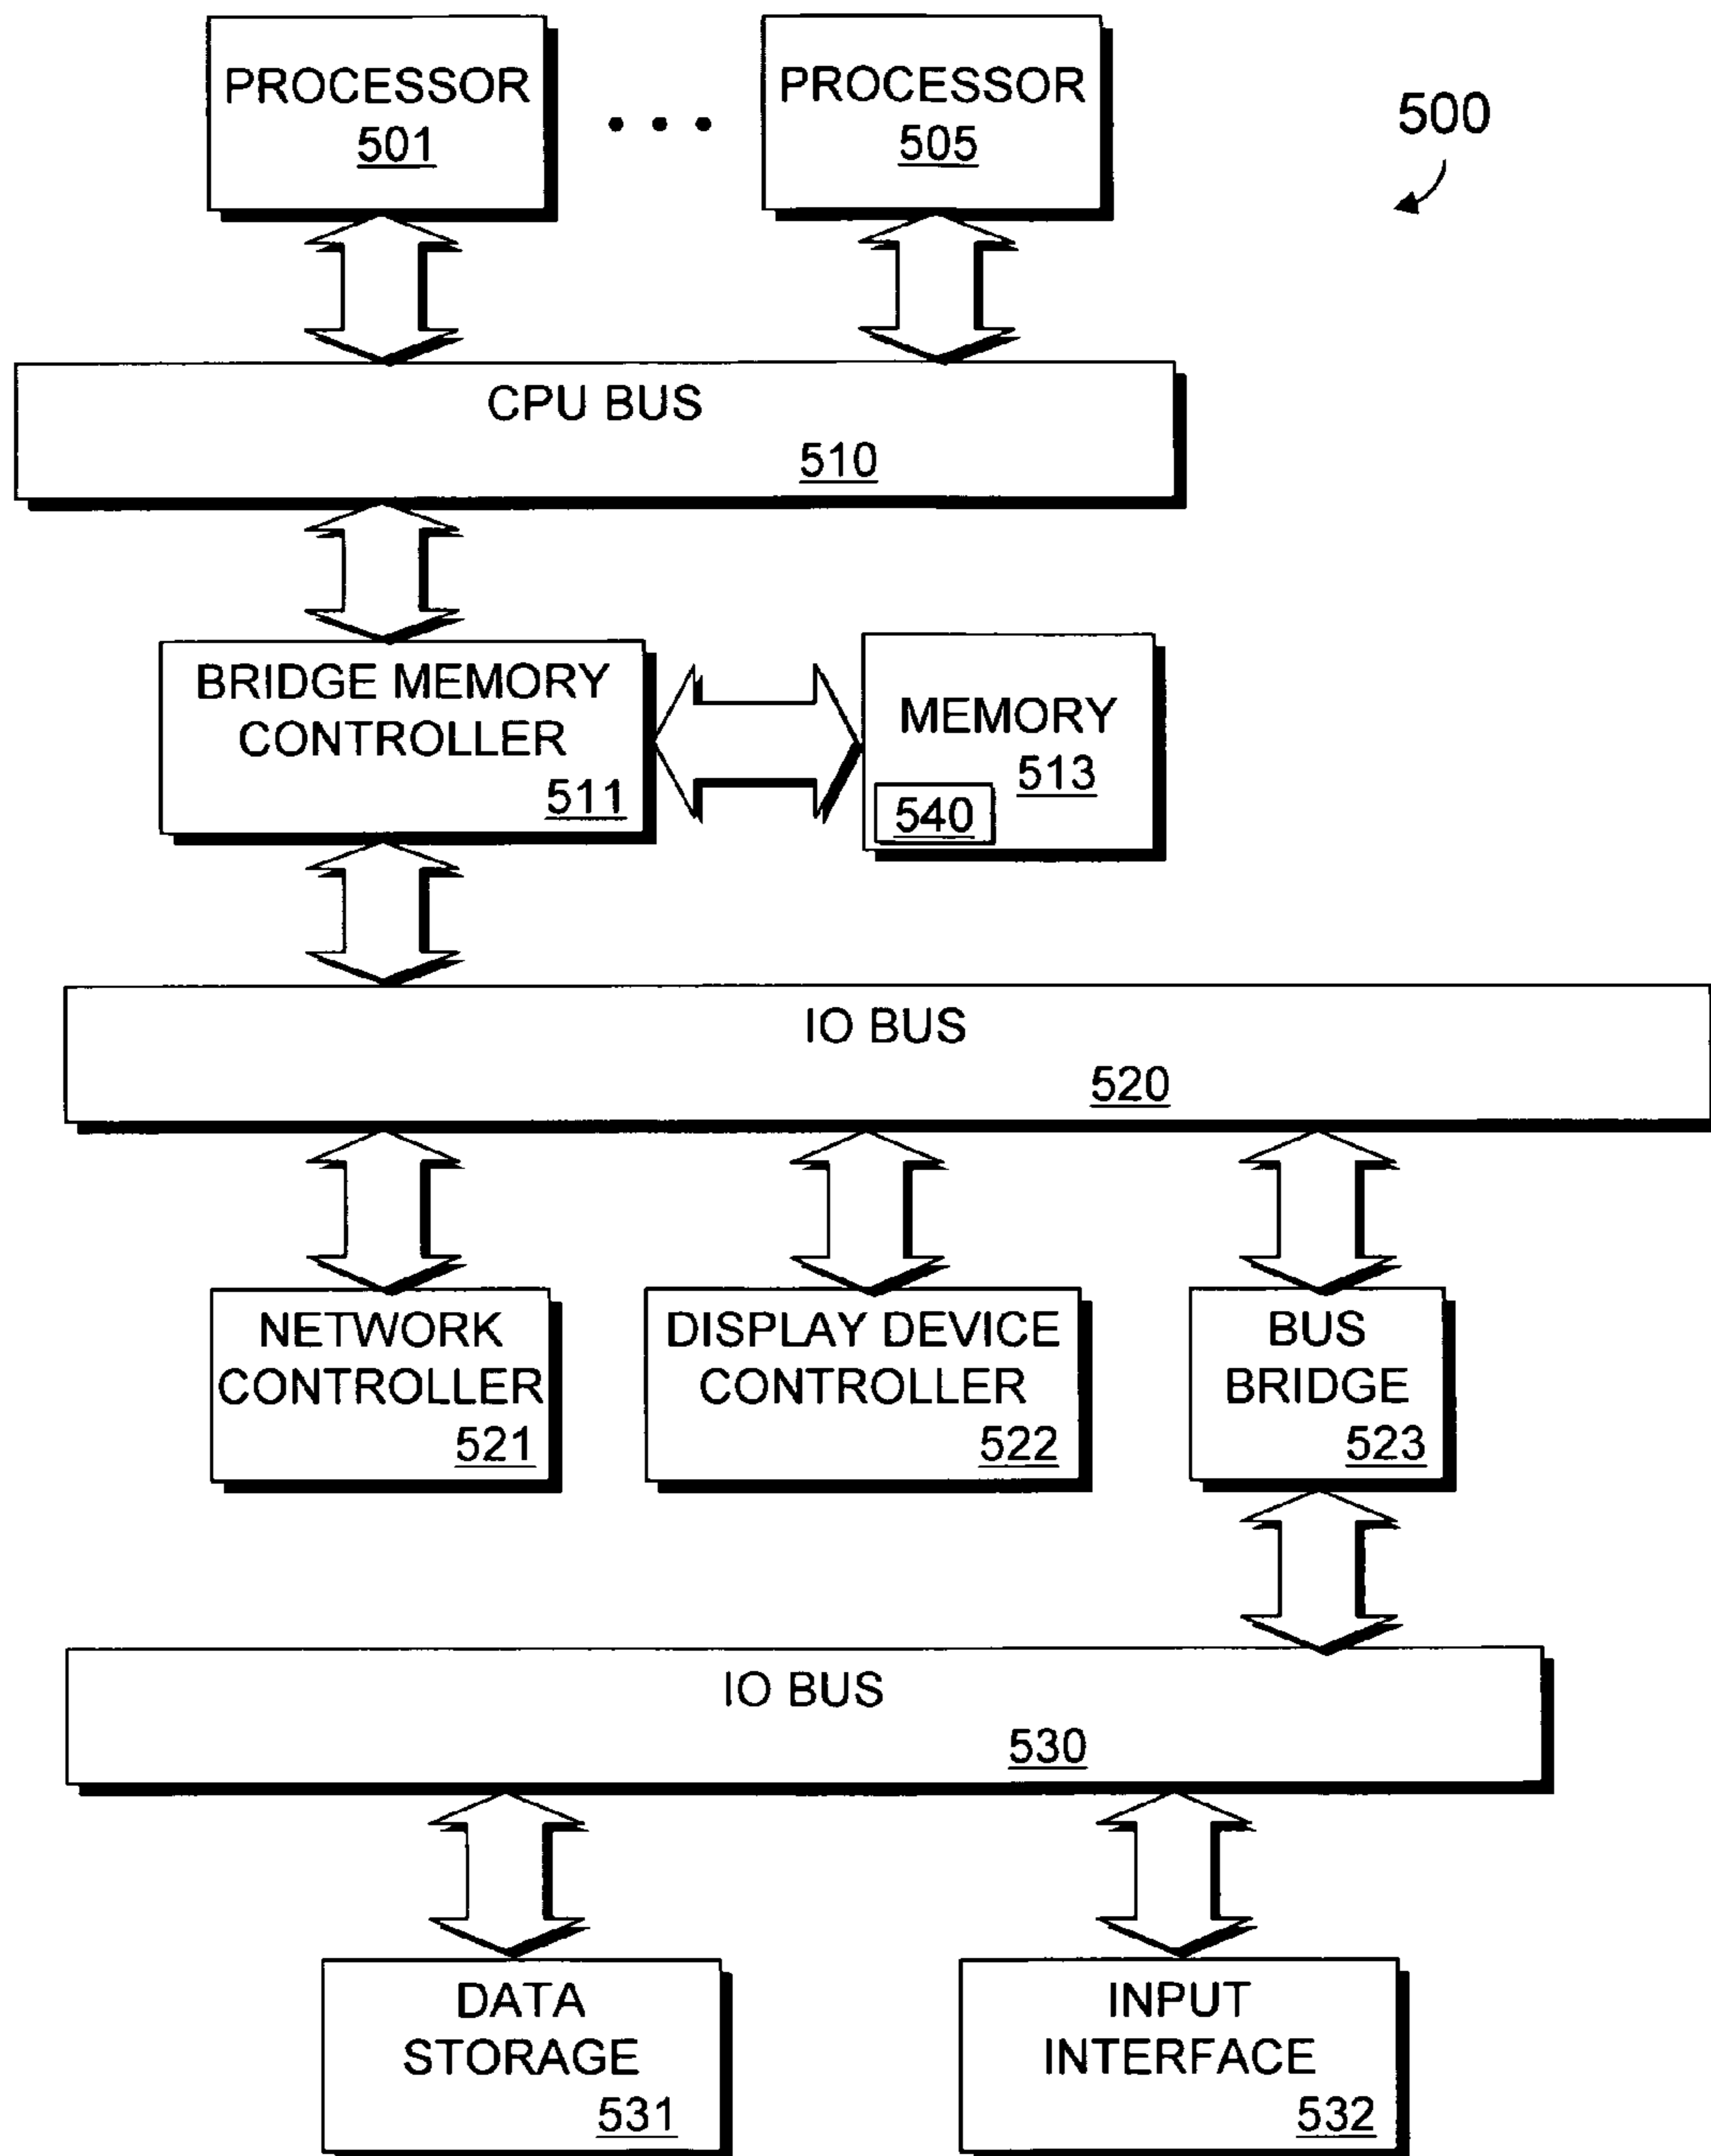 PROCESSOR
501
• • •
PROCESSOR
505
500
CPU BUS
510
BRIDGE MEMORY
CONTROLLER
511
MEMORY
513
540
IO BUS
520
NETWORK
CONTROLLER
521
DISPLAY DEVICE
CONTROLLER
522
BUS
BRIDGE
523
IO BUS
530
DATA
STORAGE
531
INPUT
INTERFACE
532